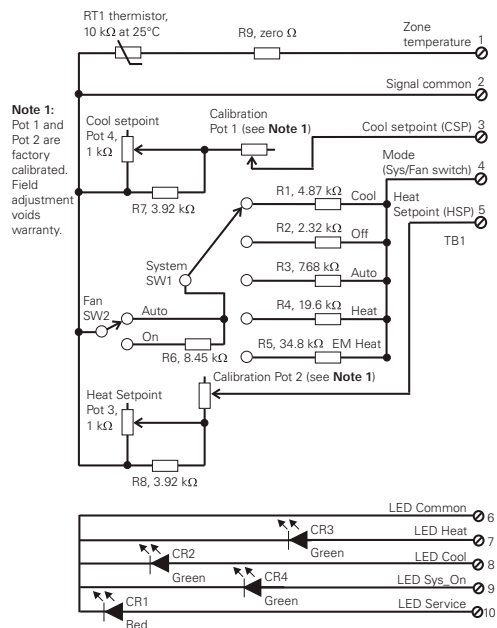 RT1 thermistor,
10 kΩ at 25°C
R9, zero Ω
Zone
temperature 1
Signal common 2
Note 1:
Pot 1 and
Pot 2 are
factory
calibrated.
Field
adjustment
voids
warranty.
Cool setpoint
Pot 4,
1 kΩ
Calibration
Pot 1 (see Note 1)
Cool setpoint (CSP) 3
R7, 3.92 kΩ
Mode
(Sys/Fan switch) 4
R1, 4.87 kΩ Cool
Heat
Setpoint (HSP) 5
TB1
R2, 2.32 kΩ Off
System
SW1
R3, 7.68 kΩ Auto
Fan
SW2
Auto
On
R4, 19.6 kΩ Heat
R6, 8.45 kΩ
R5, 34.8 kΩ EM Heat
Calibration Pot 2 (see Note 1)
Heat Setpoint
Pot 3,
1 kΩ
R8, 3.92 kΩ
LED Common 6
CR3
Green
LED Heat 7
CR2
Green
LED Cool 8
CR4
Green
LED Sys_On 9
CR1
Red
LED Service 10